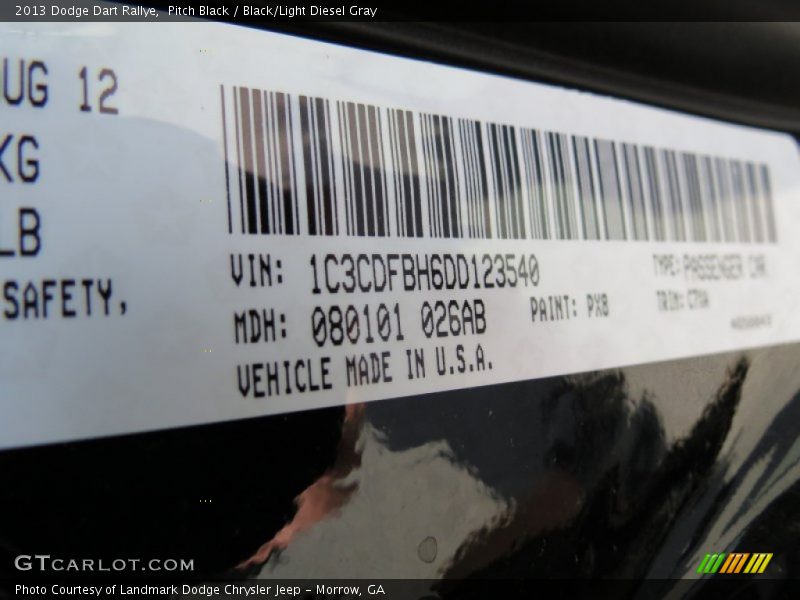 2013 Dodge Dart Rallye, Pitch Black / Black/Light Diesel Gray
UG 12
KG
LB
SAFETY,
VIN: 1C3CDFBH6DD123540 TYPE: PASSENGER CAR
MDH: 080101 026AB PAINT: PX8 TRIM:
VEHICLE MADE IN U.S.A.
GTCARLOT.COM
Photo Courtesy of Landmark Dodge Chrysler Jeep – Morrow, GA